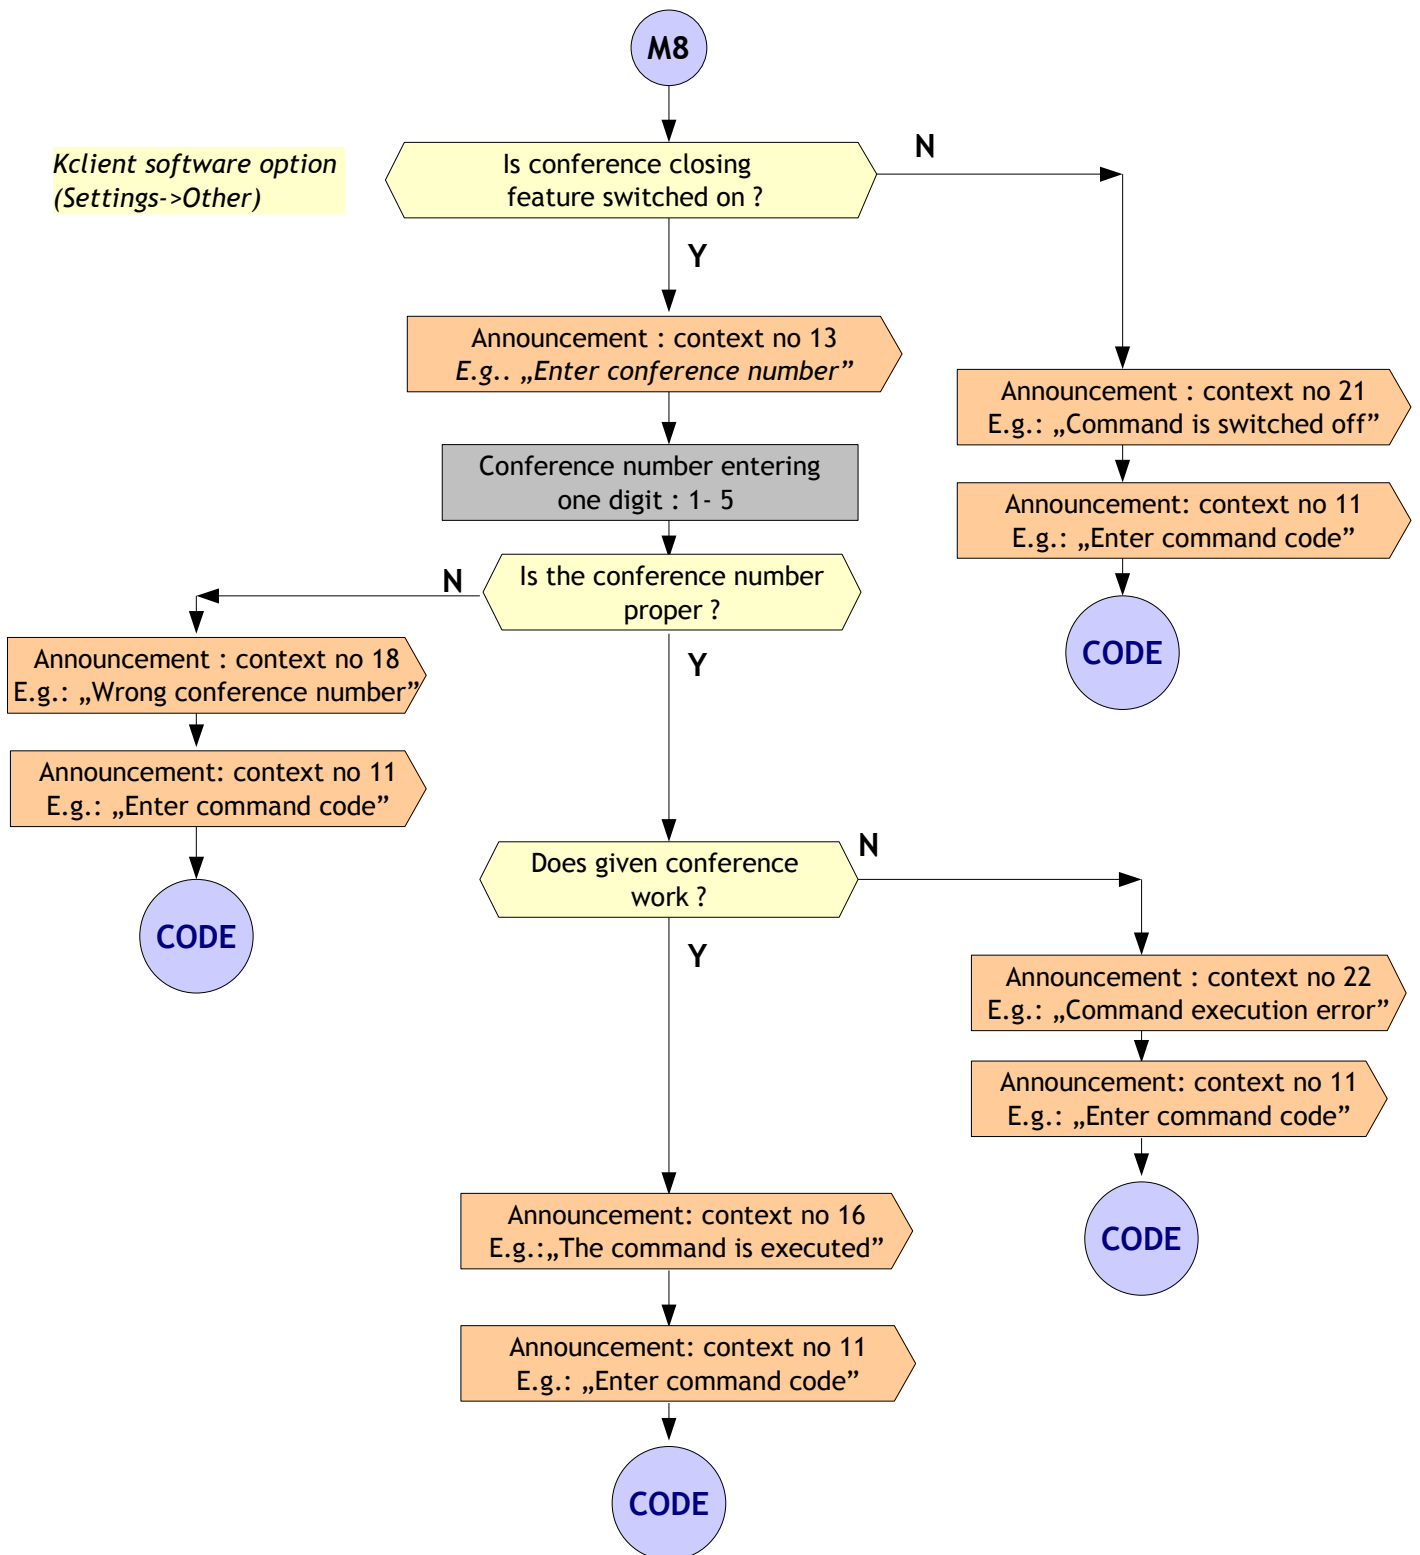 M8
Kclient software option
(Settings->Other)
Is conference closing
feature switched on ?
N
Y
Announcement : context no 13
E.g.. „Enter conference number”
Announcement : context no 21
E.g.: „Command is switched off”
Conference number entering
one digit : 1- 5
Announcement: context no 11
E.g.: „Enter command code”
N
Is the conference number
proper ?
CODE
Y
Announcement : context no 18
E.g.: „Wrong conference number”
Announcement: context no 11
E.g.: „Enter command code”
Does given conference
work ?
N
CODE
Y
Announcement : context no 22
E.g.: „Command execution error”
Announcement: context no 11
E.g.: „Enter command code”
Announcement: context no 16
E.g.:„The command is executed”
CODE
Announcement: context no 11
E.g.: „Enter command code”
CODE